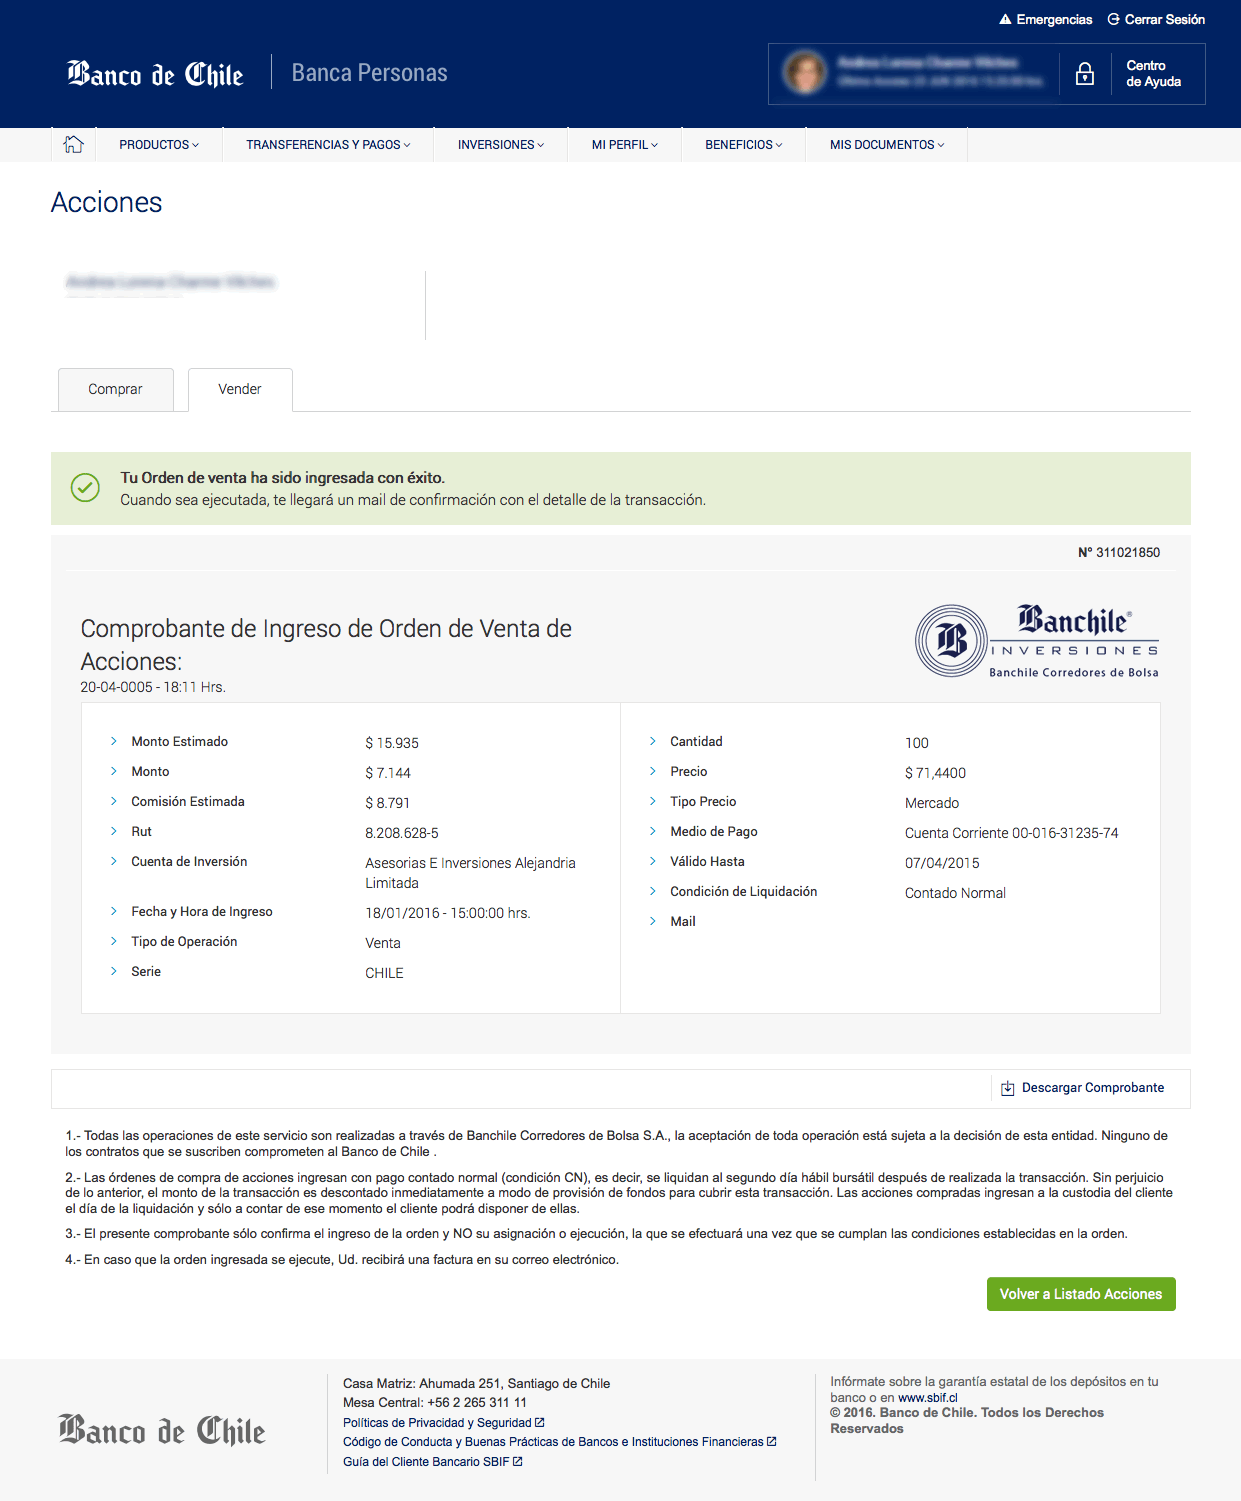 Emergencias
Cerrar Sesión
Banco de Chile
Banca Personas
Centro
de Ayuda
PRODUCTOS
TRANSFERENCIAS Y PAGOS
INVERSIONES
MI PERFIL
BENEFICIOS
MIS DOCUMENTOS
Acciones
Comprar
Vender
Tu Orden de venta ha sido ingresada con éxito.
Cuando sea ejecutada, te llegará un mail de confirmación con el detalle de la transacción.
N° 311021850
Comprobante de Ingreso de Orden de Venta de
Acciones:
20-04-0005 - 18:11 Hrs.
B
Banchile®
INVERSIONES
Banchile Corredores de Bolsa
Monto Estimado $ 15.935
Monto $ 7.144
Comisión Estimada $ 8.791
Rut 8.208.628-5
Cuenta de Inversión Asesorias E Inversiones Alejandria
Limitada
Fecha y Hora de Ingreso 18/01/2016 - 15:00:00 hrs.
Tipo de Operación Venta
Serie CHILE
Cantidad 100
Precio $ 71,4400
Tipo Precio Mercado
Medio de Pago Cuenta Corriente 00-016-31235-74
Válido Hasta 07/04/2015
Condición de Liquidación Contado Normal
Mail
Descargar Comprobante
1.- Todas las operaciones de este servicio son realizadas a través de Banchile Corredores de Bolsa S.A., la aceptación de toda operación está sujeta a la decisión de esta entidad. Ninguno de
los contratos que se suscriben comprometen al Banco de Chile .
2.- Las órdenes de compra de acciones ingresan con pago contado normal (condición CN), es decir, se liquidan al segundo día hábil bursátil después de realizada la transacción. Sin perjuicio
de lo anterior, el monto de la transacción es descontado inmediatamente a modo de provisión de fondos para cubrir esta transacción. Las acciones compradas ingresan a la custodia del cliente
el día de la liquidación y sólo a contar de ese momento el cliente podrá disponer de ellas.
3.- El presente comprobante sólo confirma el ingreso de la orden y NO su asignación o ejecución, la que se efectuará una vez que se cumplan las condiciones establecidas en la orden.
4.- En caso que la orden ingresada se ejecute, Ud. recibirá una factura en su correo electrónico.
Volver a Listado Acciones
Banco de Chile
Casa Matriz: Ahumada 251, Santiago de Chile
Mesa Central: +56 2 265 311 11
Políticas de Privacidad y Seguridad
Código de Conducta y Buenas Prácticas de Bancos e Instituciones Financieras
Guía del Cliente Bancario SBIF
Infórmate sobre la garantía estatal de los depósitos en tu
banco o en www.sbif.cl
© 2016. Banco de Chile. Todos los Derechos
Reservados